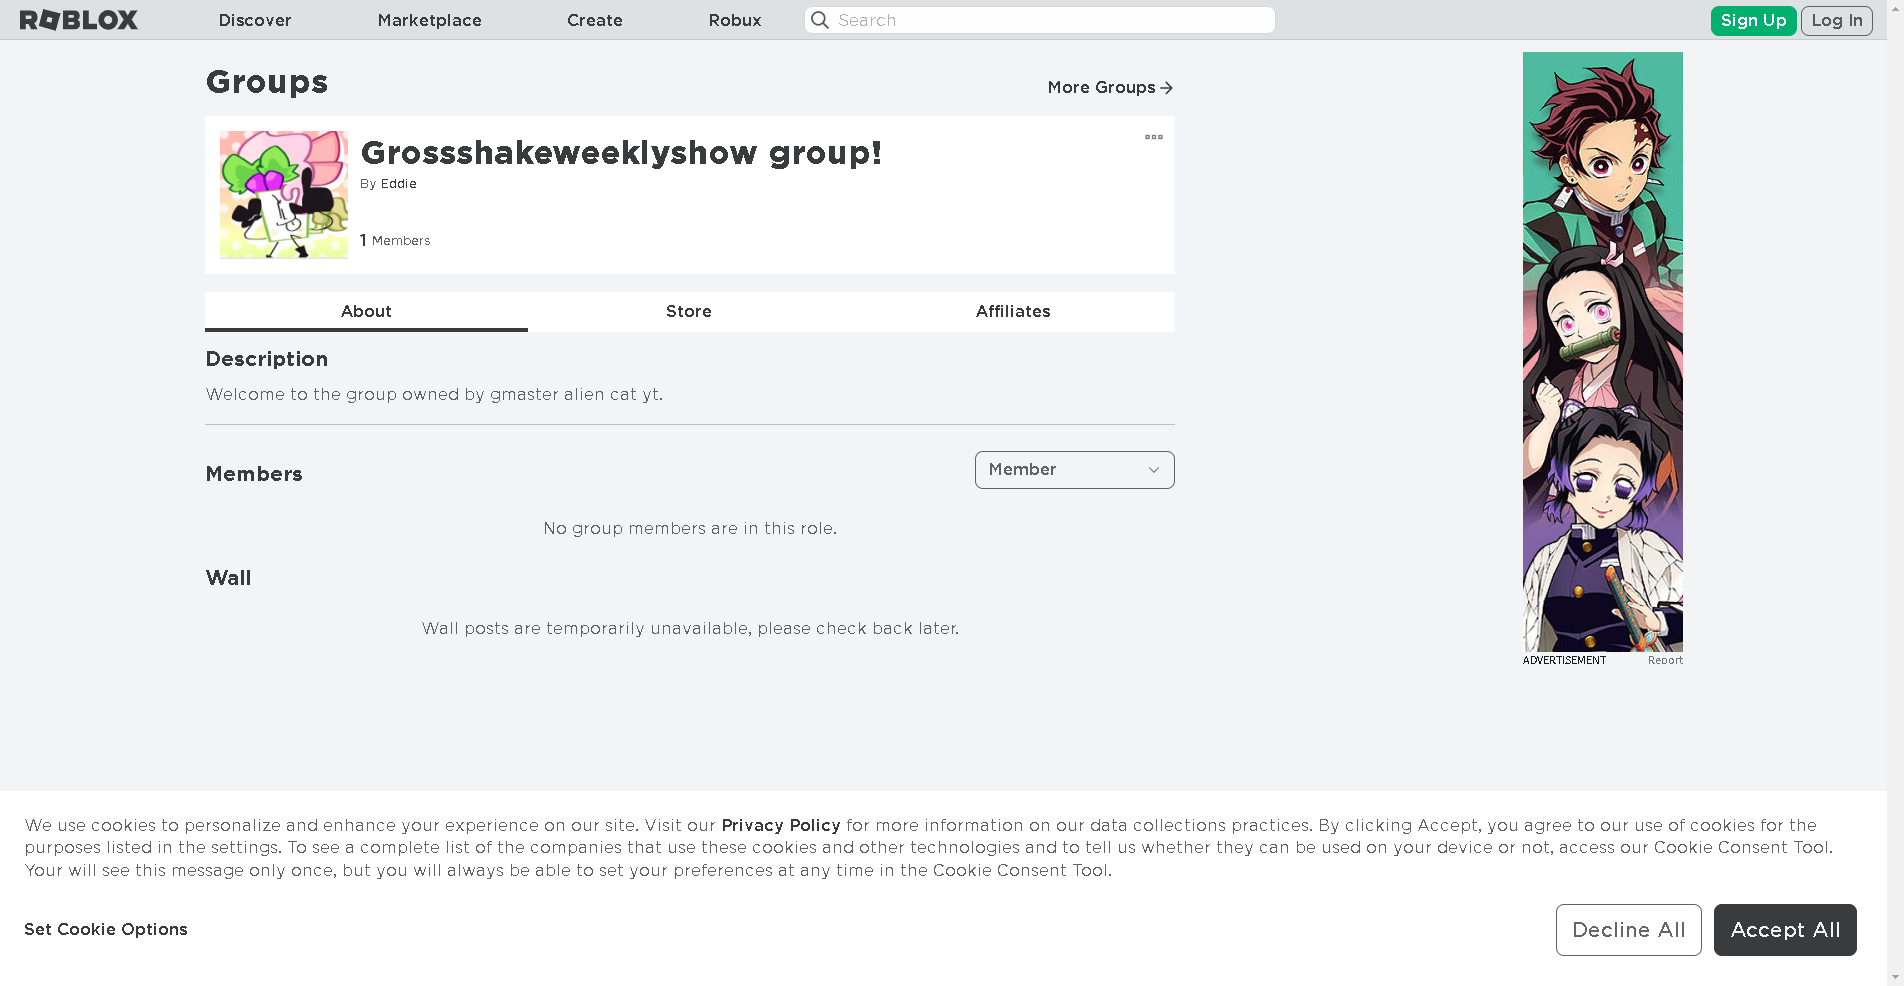 ROBLOX Discover Marketplace Create Robux Search Sign Up Log In
Groups
More Groups
Grossshakeweeklyshow group!
By Eddie
1 Members
About Store Affiliates
Description
Welcome to the group owned by gmaster alien cat yt.
Members
Member
No group members are in this role.
Wall
Wall posts are temporarily unavailable, please check back later.
ADVERTISEMENT Report
We use cookies to personalize and enhance your experience on our site. Visit our Privacy Policy for more information on our data collections practices. By clicking Accept, you agree to our use of cookies for the
purposes listed in the settings. To see a complete list of the companies that use these cookies and other technologies and to tell us whether they can be used on your device or not, access our Cookie Consent Tool.
Your will see this message only once, but you will always be able to set your preferences at any time in the Cookie Consent Tool.
Set Cookie Options
Decline All Accept All